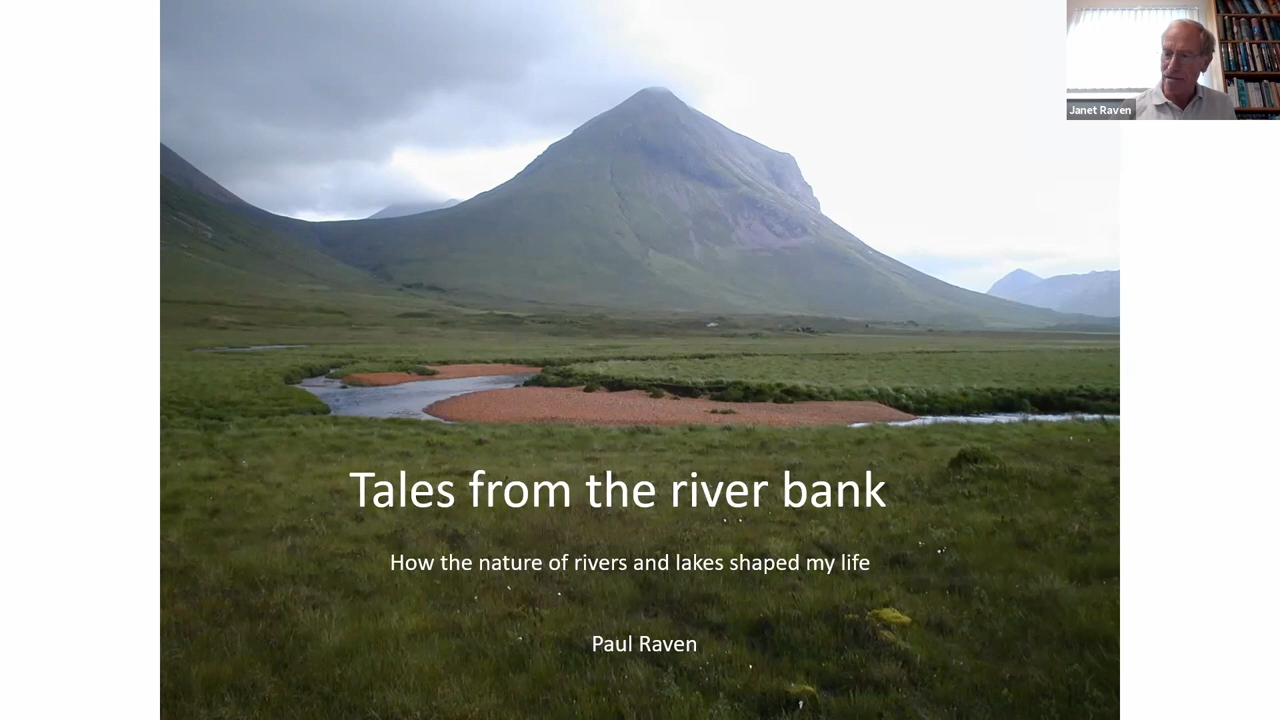 Janet Raven
Tales from the river bank
How the nature of rivers and lakes shaped my life
Paul Raven